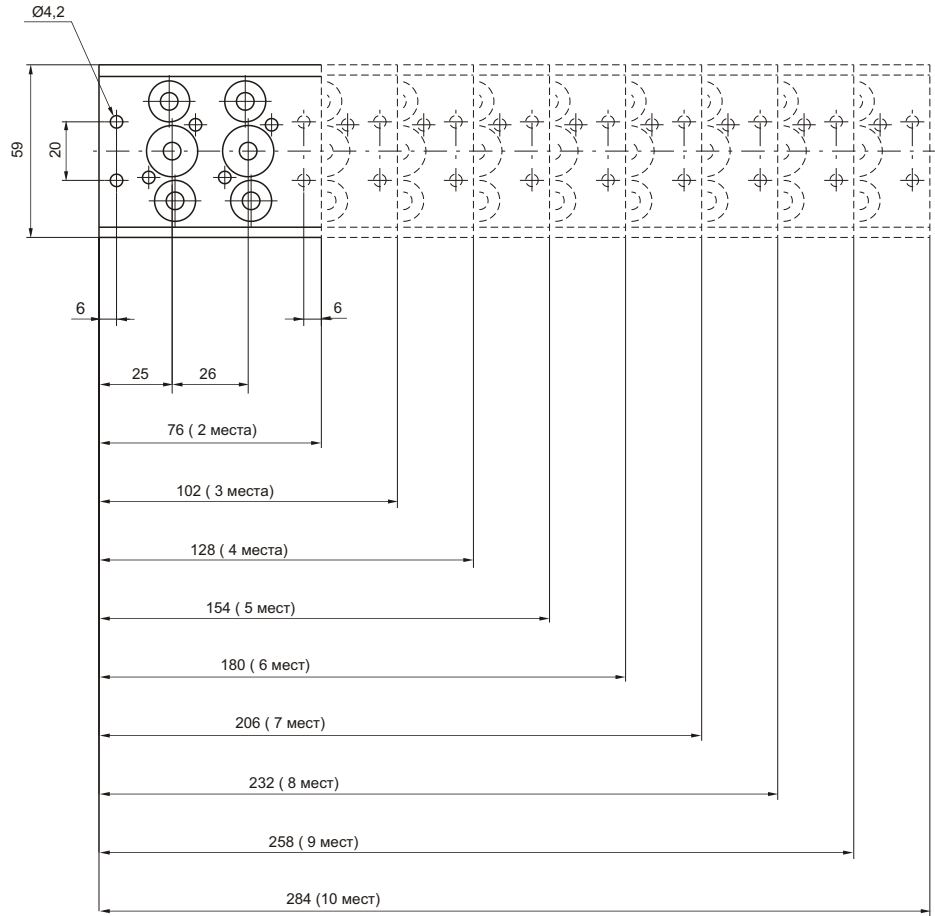 Ø4,2
59
20
6
6
25
26
76 ( 2 места)
102 ( 3 места)
128 ( 4 места)
154 ( 5 мест)
180 ( 6 мест)
206 ( 7 мест)
232 ( 8 мест)
258 ( 9 мест)
284 (10 мест)